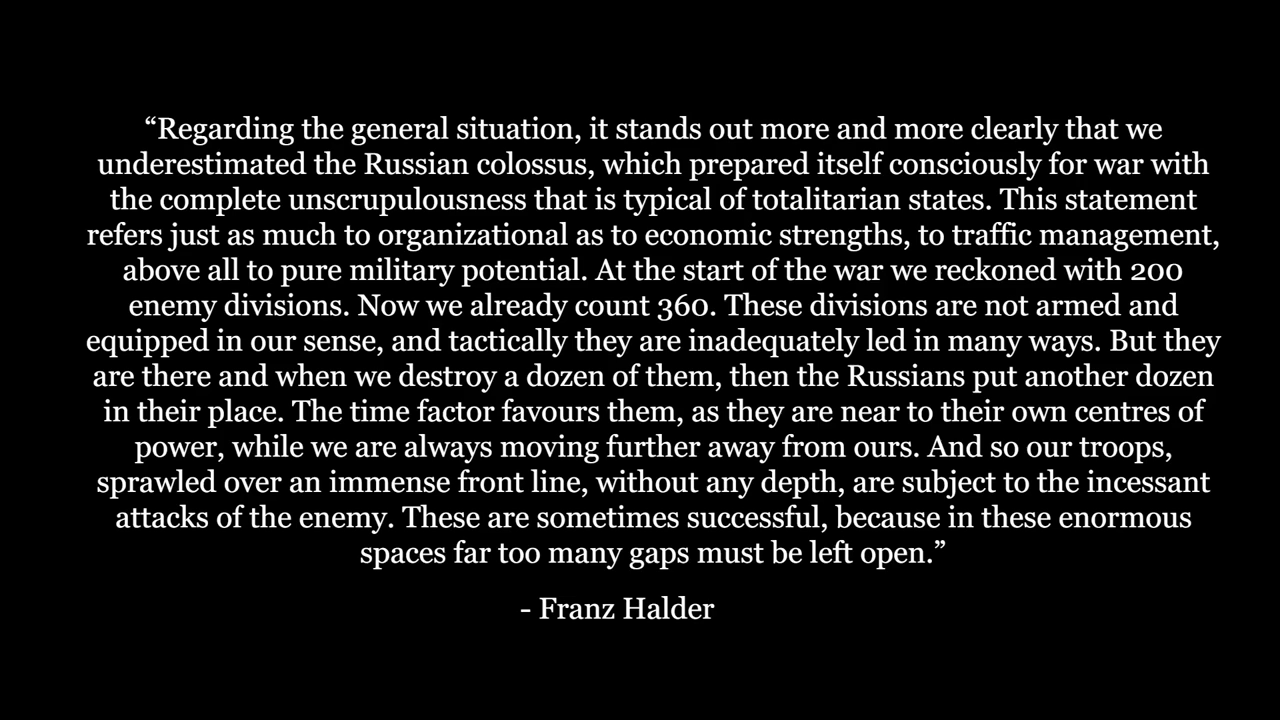 “Regarding the general situation, it stands out more and more clearly that we
underestimated the Russian colossus, which prepared itself consciously for war with
the complete unscrupulousness that is typical of totalitarian states. This statement
refers just as much to organizational as to economic strengths, to traffic management,
above all to pure military potential. At the start of the war we reckoned with 200
enemy divisions. Now we already count 360. These divisions are not armed and
equipped in our sense, and tactically they are inadequately led in many ways. But they
are there and when we destroy a dozen of them, then the Russians put another dozen
in their place. The time factor favours them, as they are near to their own centres of
power, while we are always moving further away from ours. And so our troops,
sprawled over an immense front line, without any depth, are subject to the incessant
attacks of the enemy. These are sometimes successful, because in these enormous
spaces far too many gaps must be left open.”
- Franz Halder